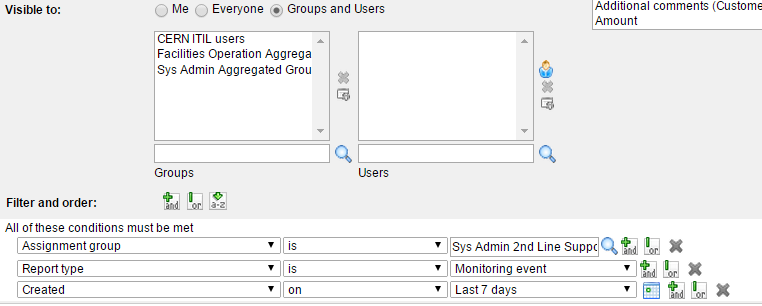 Visible to:
Me
Everyone
Groups and Users
Additional comments (Custome
Amount
CERN ITIL users
Facilities Operation Aggrega
Sys Admin Aggregated Grou
Groups
Users
Filter and order:
and
or
a-z
All of these conditions must be met
Assignment group
is
Sys Admin 2nd Line Suppo
and
or
Report type
is
Monitoring event
and
or
Created
on
Last 7 days
and
or